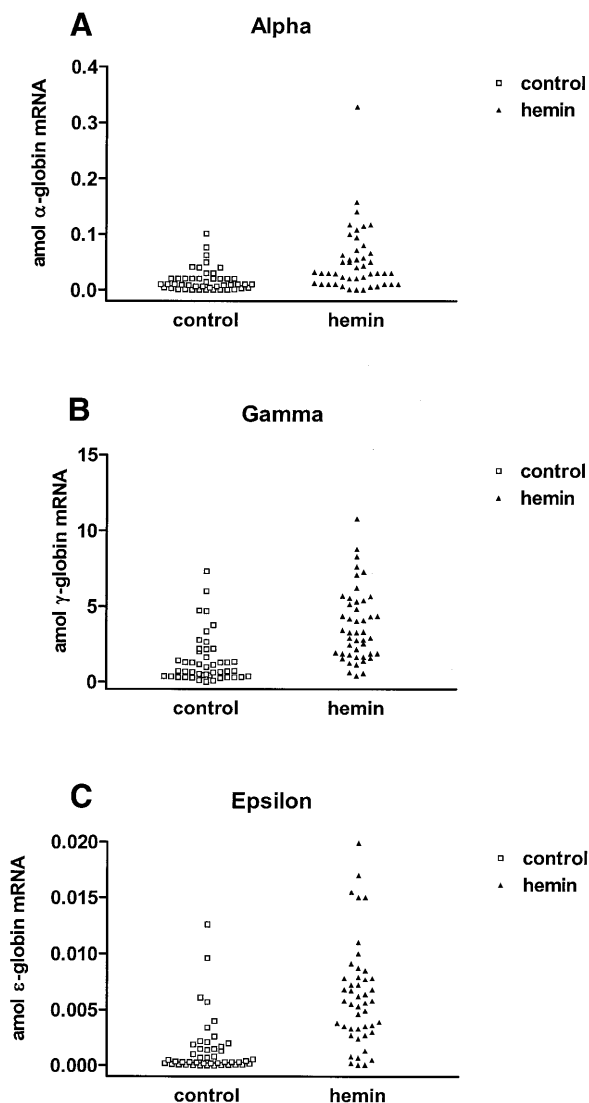 A
Alpha
0.4
0.3
0.2
0.1
0.0
amol α-globin mRNA
control
hemin
control
hemin
B
Gamma
15
10
5
0
amol γ-globin mRNA
control
hemin
control
hemin
C
Epsilon
0.020
0.015
0.010
0.005
0.000
amol ε-globin mRNA
control
hemin
control
hemin